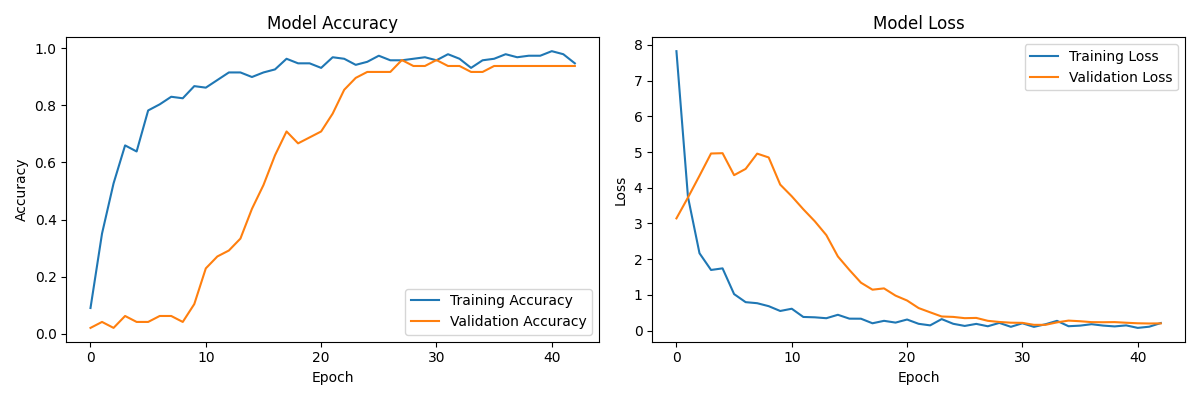 Model Accuracy
1.0
0.8
0.6
0.4
0.2
0.0
Accuracy
Training Accuracy
Validation Accuracy
0 10 20 30 40
Epoch
Model Loss
8
7
6
5
4
3
2
1
0
Loss
Training Loss
Validation Loss
0 10 20 30 40
Epoch